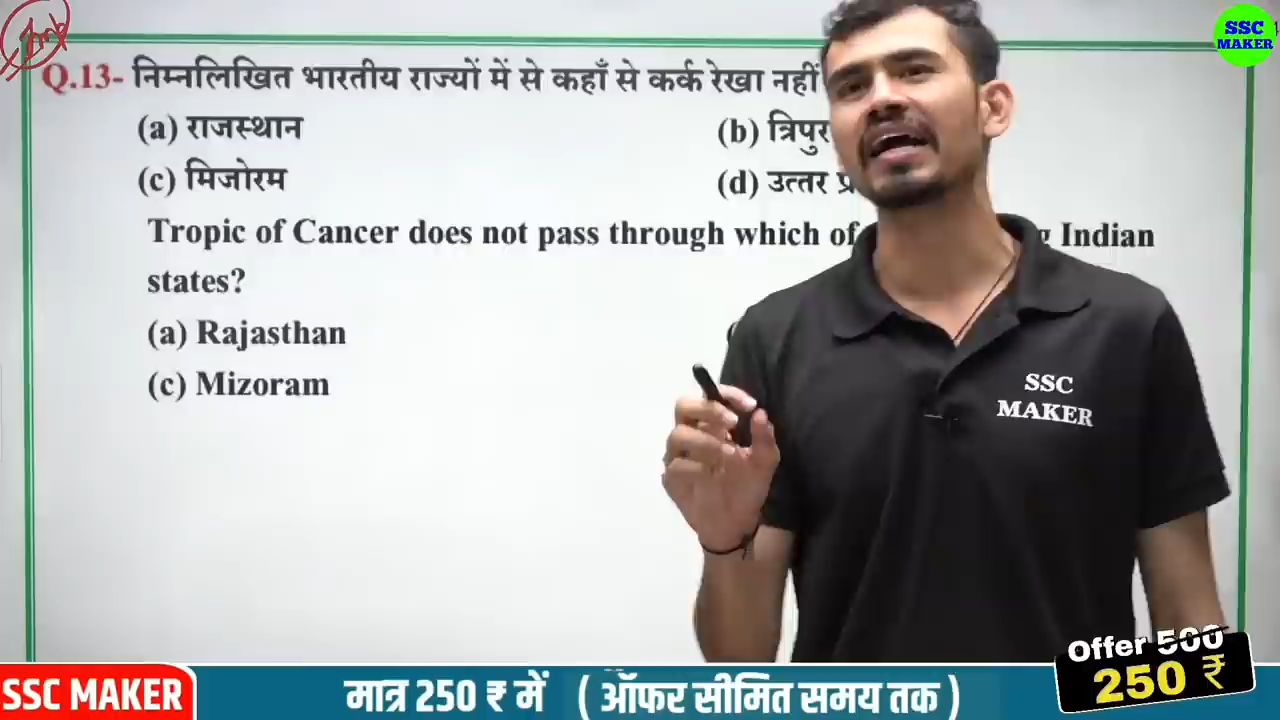 SSC
MAKER
Q.13- निम्नलिखित भारतीय राज्यों में से कहाँ से कर्क रेखा नहीं
(a) राजस्थान
(b) त्रिपुर
(c) मिजोरम
(d) उत्तर प्र
Tropic of Cancer does not pass through which of Indian
states?
(a) Rajasthan
(c) Mizoram
SSC
MAKER
Offer 500
250 ₹
SSC MAKER
मात्र 250 ₹ में ( ऑफर सीमित समय तक )